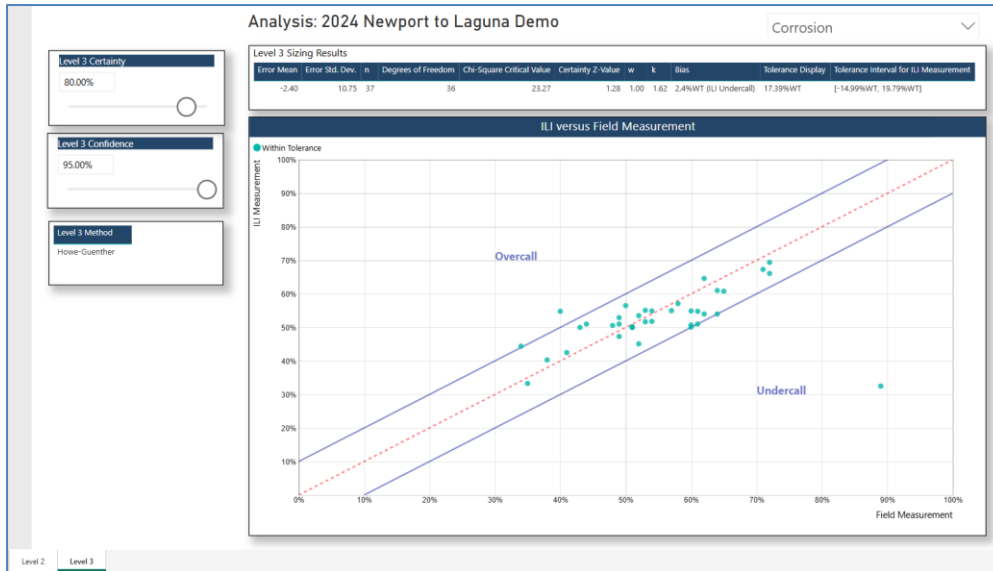 Analysis: 2024 Newport to Laguna Demo
Corrosion
Level 3 Certainty
80.00%
Level 3 Confidence
95.00%
Level 3 Method
Howe-Guenther
Level 3 Sizing Results
Error Mean Error Std. Dev. n Degrees of Freedom Chi-Square Critical Value Certainty Z-Value w k Bias Tolerance Display Tolerance Interval for ILI Measurement
-2.40 10.75 37 36 23.27 1.28 1.00 1.62 2.4%WT (ILI Undercall) 17.39%WT [-14.99%WT, 19.79%WT]
ILI versus Field Measurement
Within Tolerance
ILI Measurement
100%
90%
80%
70%
60%
50%
40%
30%
20%
10%
Overcall
Undercall
0% 10% 20% 30% 40% 50% 60% 70% 80% 90% 100%
Field Measurement
Level 2 Level 3